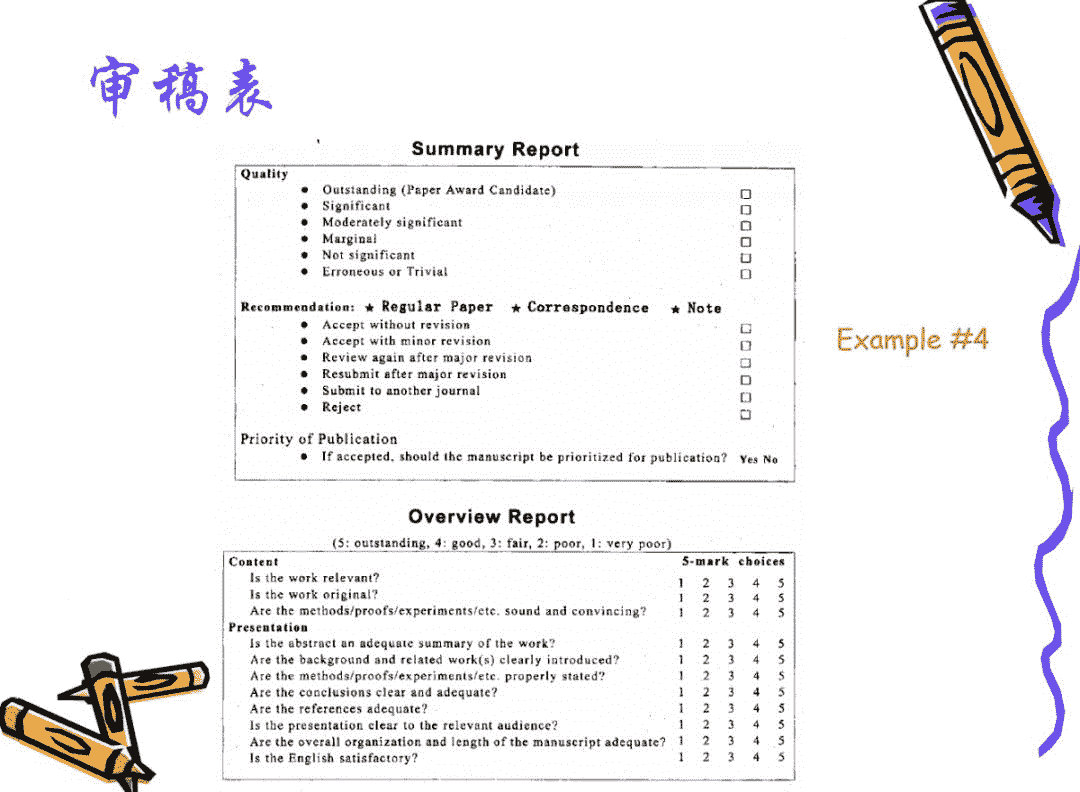 审稿表
Summary Report
Quality
• Outstanding (Paper Award Candidate) □
• Significant □
• Moderately significant □
• Marginal □
• Not significant □
• Erroneous or Trivial □
Recommendation: ★ Regular Paper ★ Correspondence ★ Note
• Accept without revision □
• Accept with minor revision □
• Review again after major revision □
• Resubmit after major revision □
• Submit to another journal □
• Reject □
Example #4
Priority of Publication
• If accepted, should the manuscript be prioritized for publication? Yes No
Overview Report
(5: outstanding, 4: good, 3: fair, 2: poor, 1: very poor)
Content 5-mark choices
Is the work relevant? 1 2 3 4 5
Is the work original? 1 2 3 4 5
Are the methods/proofs/experiments/etc. sound and convincing? 1 2 3 4 5
Presentation
Is the abstract an adequate summary of the work? 1 2 3 4 5
Are the background and related work(s) clearly introduced? 1 2 3 4 5
Are the methods/proofs/experiments/etc. properly stated? 1 2 3 4 5
Are the conclusions clear and adequate? 1 2 3 4 5
Are the references adequate? 1 2 3 4 5
Is the presentation clear to the relevant audience? 1 2 3 4 5
Are the overall organization and length of the manuscript adequate? 1 2 3 4 5
Is the English satisfactory? 1 2 3 4 5